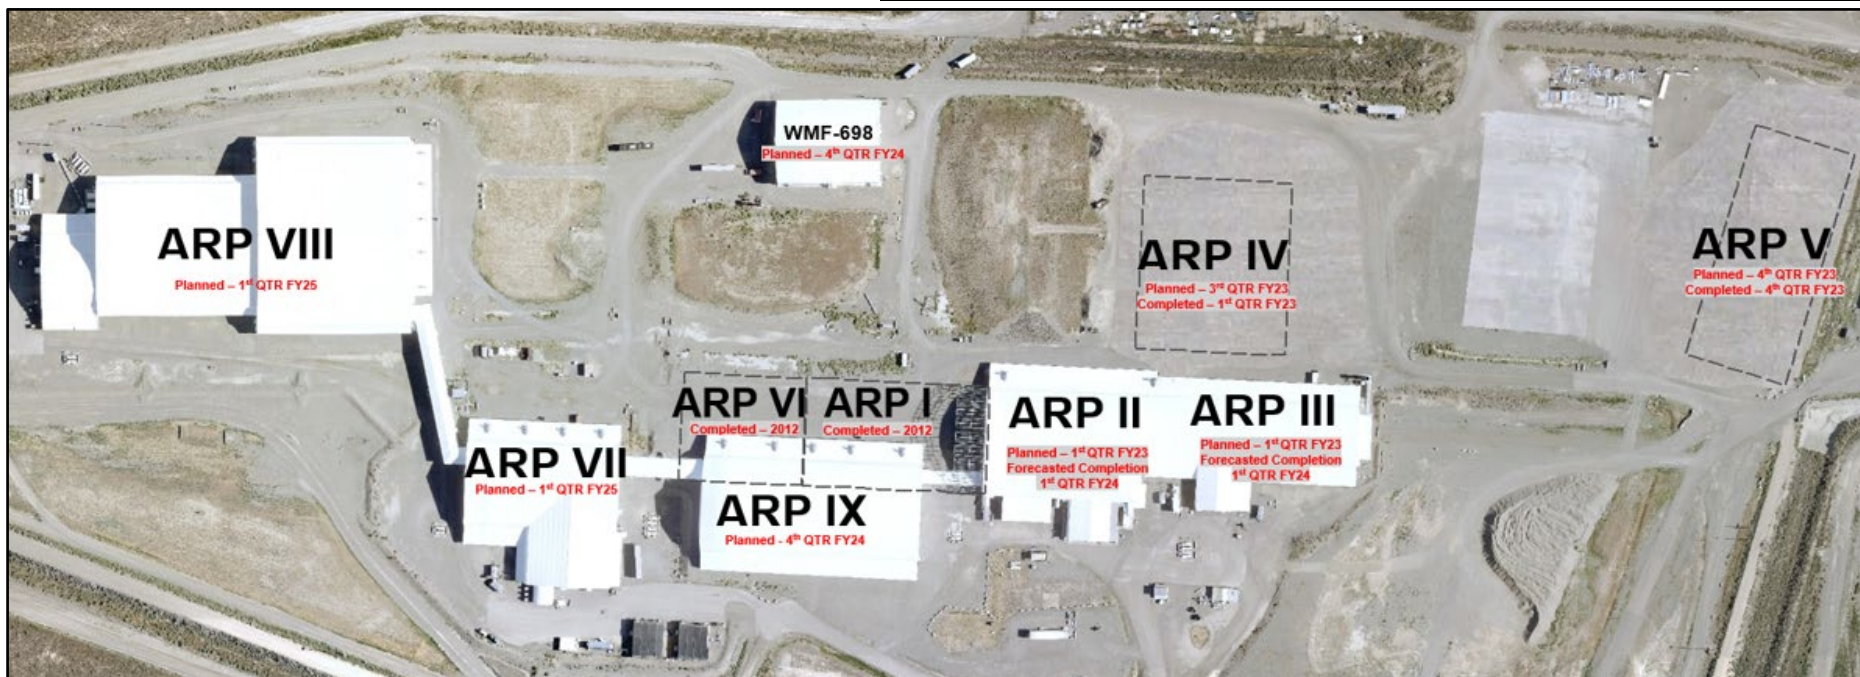 WMF-698
Planned – 4th QTR FY24
ARP VIII
Planned – 1st QTR FY25
ARP IV
Planned – 3rd QTR FY23
Completed – 1st QTR FY23
ARP V
Planned – 4th QTR FY23
Completed – 4th QTR FY23
ARP VI
Completed – 2012
ARP I
Completed – 2012
ARP II
Planned – 1st QTR FY23
Forecasted Completion
1st QTR FY24
ARP III
Planned – 1st QTR FY23
Forecasted Completion
1st QTR FY24
ARP VII
Planned – 1st QTR FY25
ARP IX
Planned - 4th QTR FY24